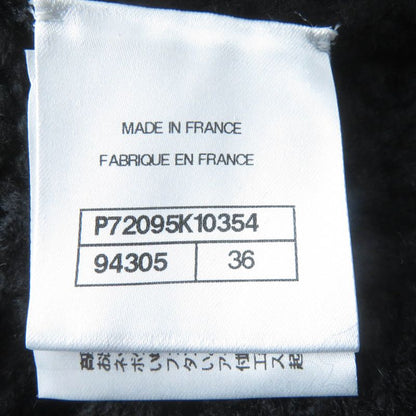 MADE IN FRANCE
FABRIQUE EN FRANCE
P72095K10354
94305 36